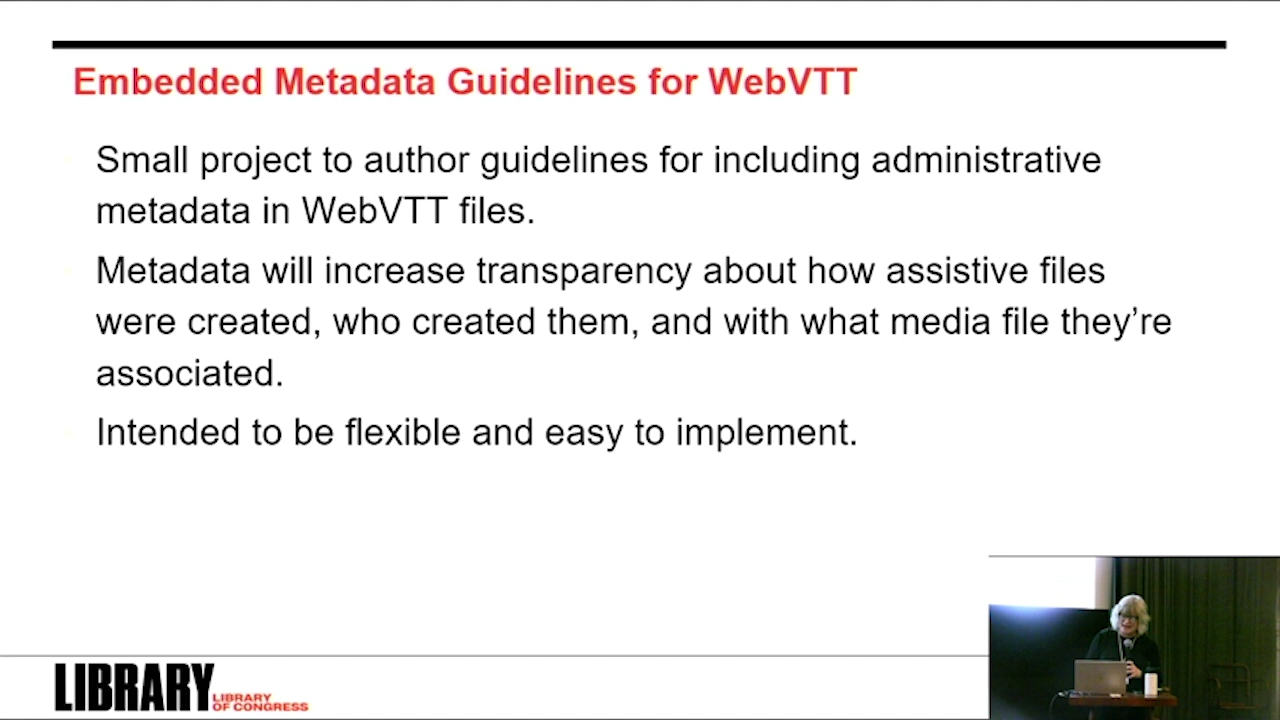 Embedded Metadata Guidelines for WebVTT
Small project to author guidelines for including administrative
metadata in WebVTT files.
Metadata will increase transparency about how assistive files
were created, who created them, and with what media file they’re
associated.
Intended to be flexible and easy to implement.
LIBRARY
LIBRARY
OF CONGRESS